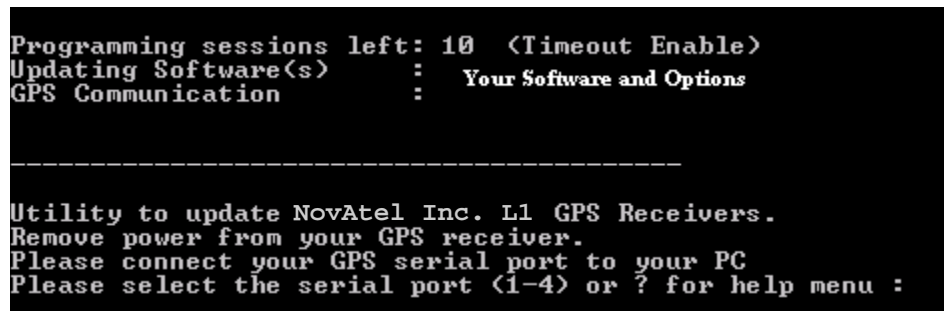 Programming sessions left: 10 (Timeout Enable)
Updating Software(s) : Your Software and Options
GPS Communication :
___________________________________________
Utility to update NovAtel Inc. L1 GPS Receivers.
Remove power from your GPS receiver.
Please connect your GPS serial port to your PC
Please select the serial port (1-4) or ? for help menu :